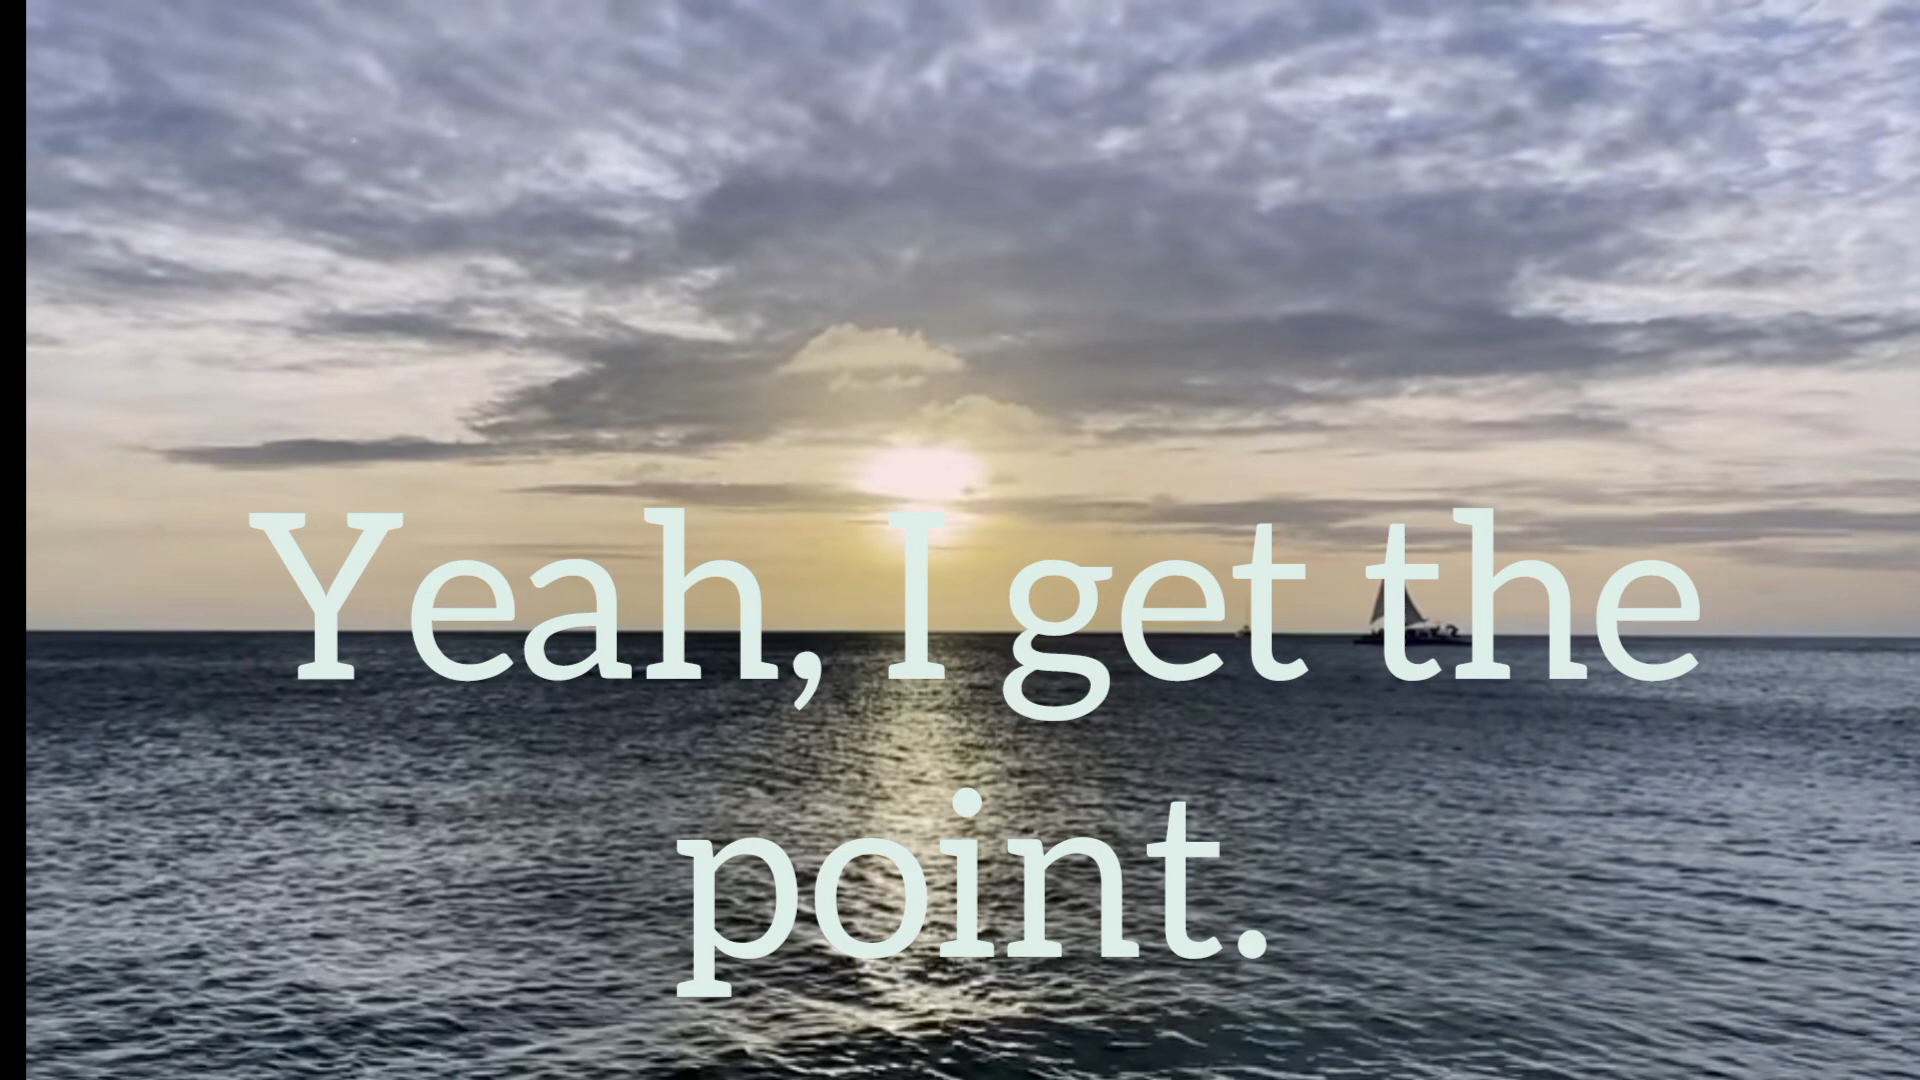 Yeah, I get the
point.